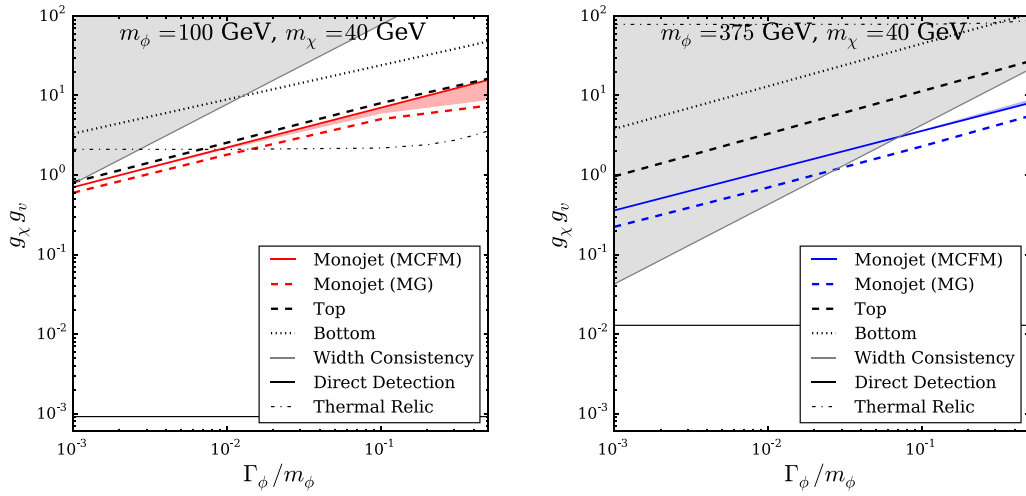 m_ϕ =100 GeV, m_χ =40 GeV
10^2
10^1
10^0
10^-1
10^-2
10^-3
g_χ g_v
Monojet (MCFM)
Monojet (MG)
Top
Bottom
Width Consistency
Direct Detection
Thermal Relic
10^-3
10^-2
10^-1
Γ_ϕ/m_ϕ
m_ϕ =375 GeV, m_χ =40 GeV
10^2
10^1
10^0
10^-1
10^-2
10^-3
g_χ g_v
Monojet (MCFM)
Monojet (MG)
Top
Bottom
Width Consistency
Direct Detection
Thermal Relic
10^-3
10^-2
10^-1
Γ_ϕ/m_ϕ